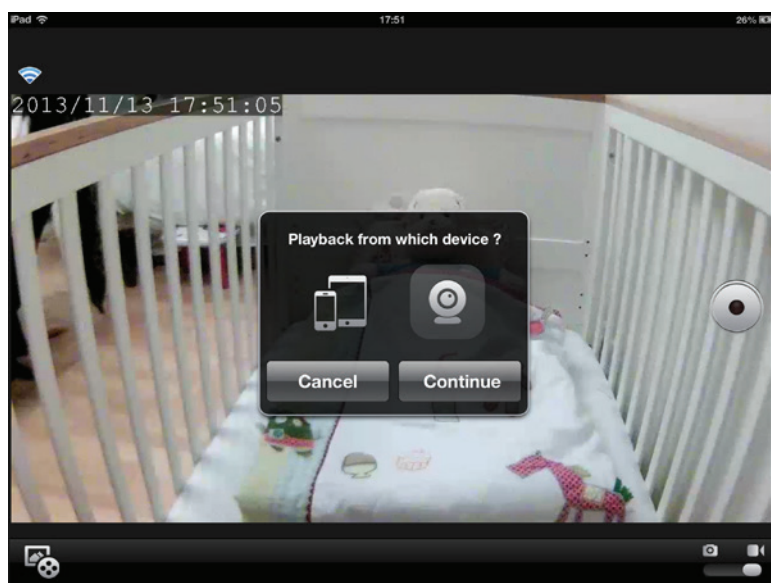 iPad 17:51 26%
2013/11/13 17:51:05
Playback from which device ?
Cancel Continue